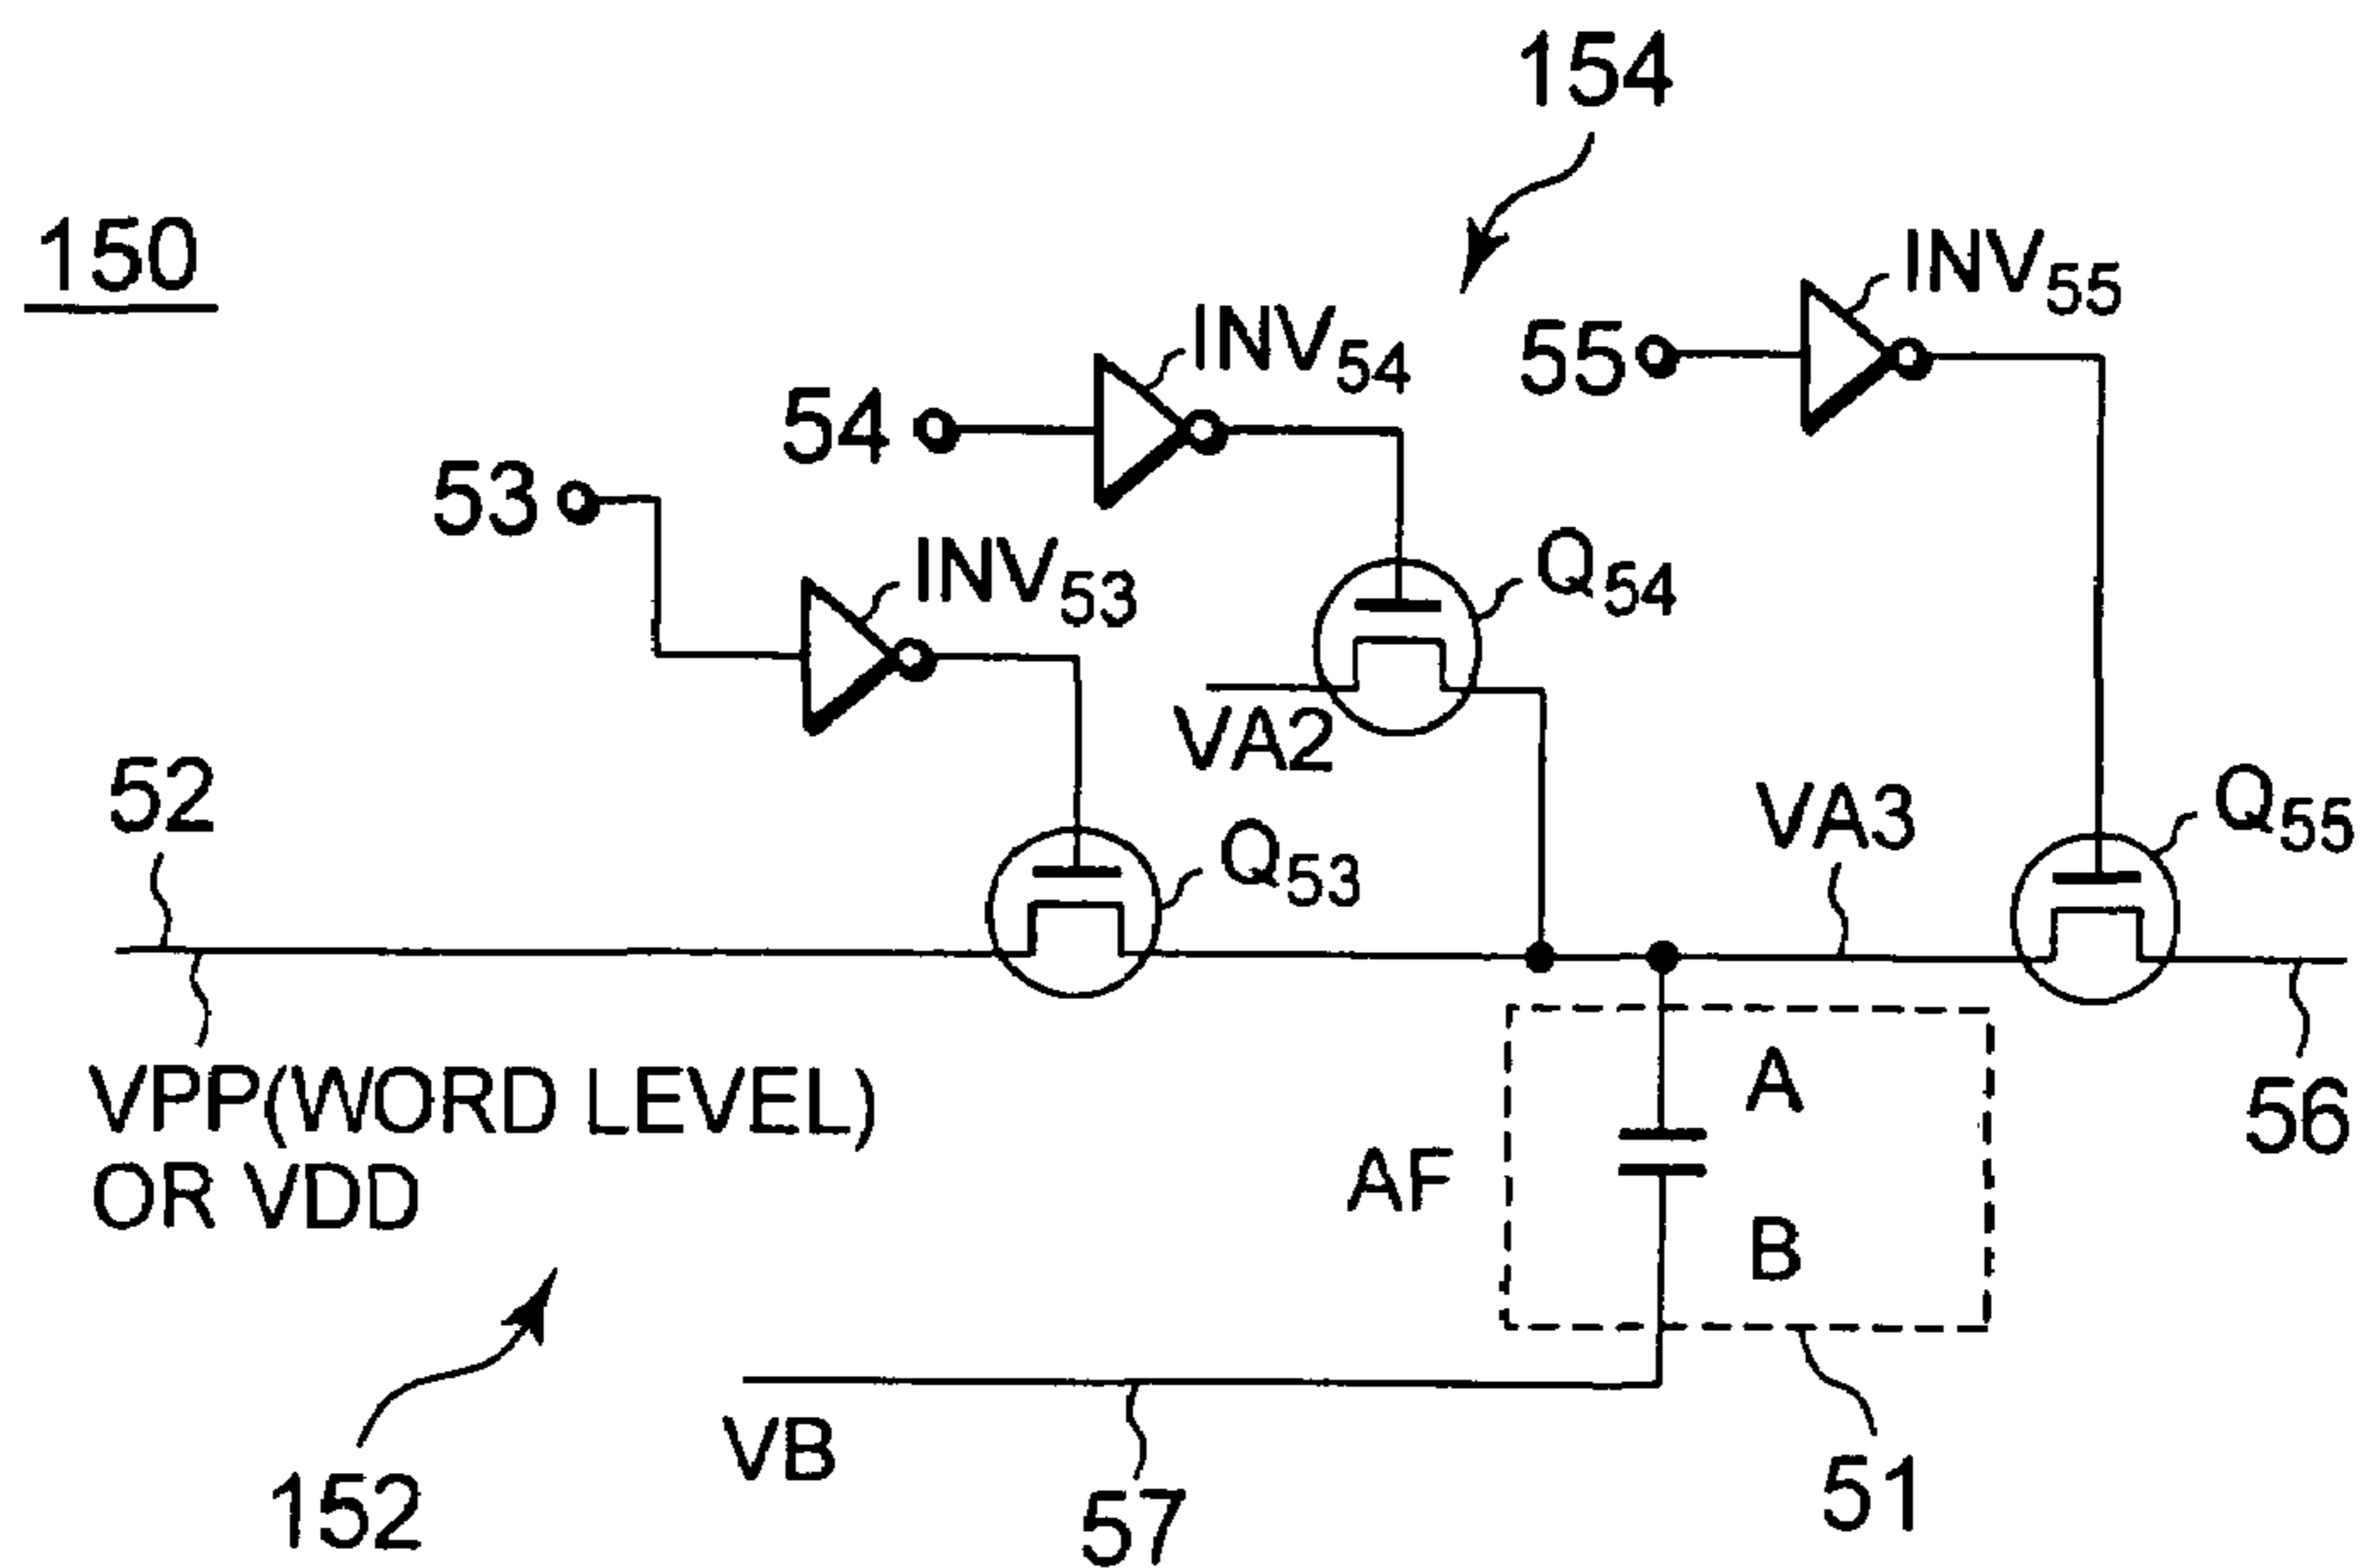 154
150
INV55
55
INV54
54
53
INV53
Q54
VA2
52
Q53
VA3
Q55
VPP(WORD LEVEL)
OR VDD
A
56
AF
B
VB
152
57
51